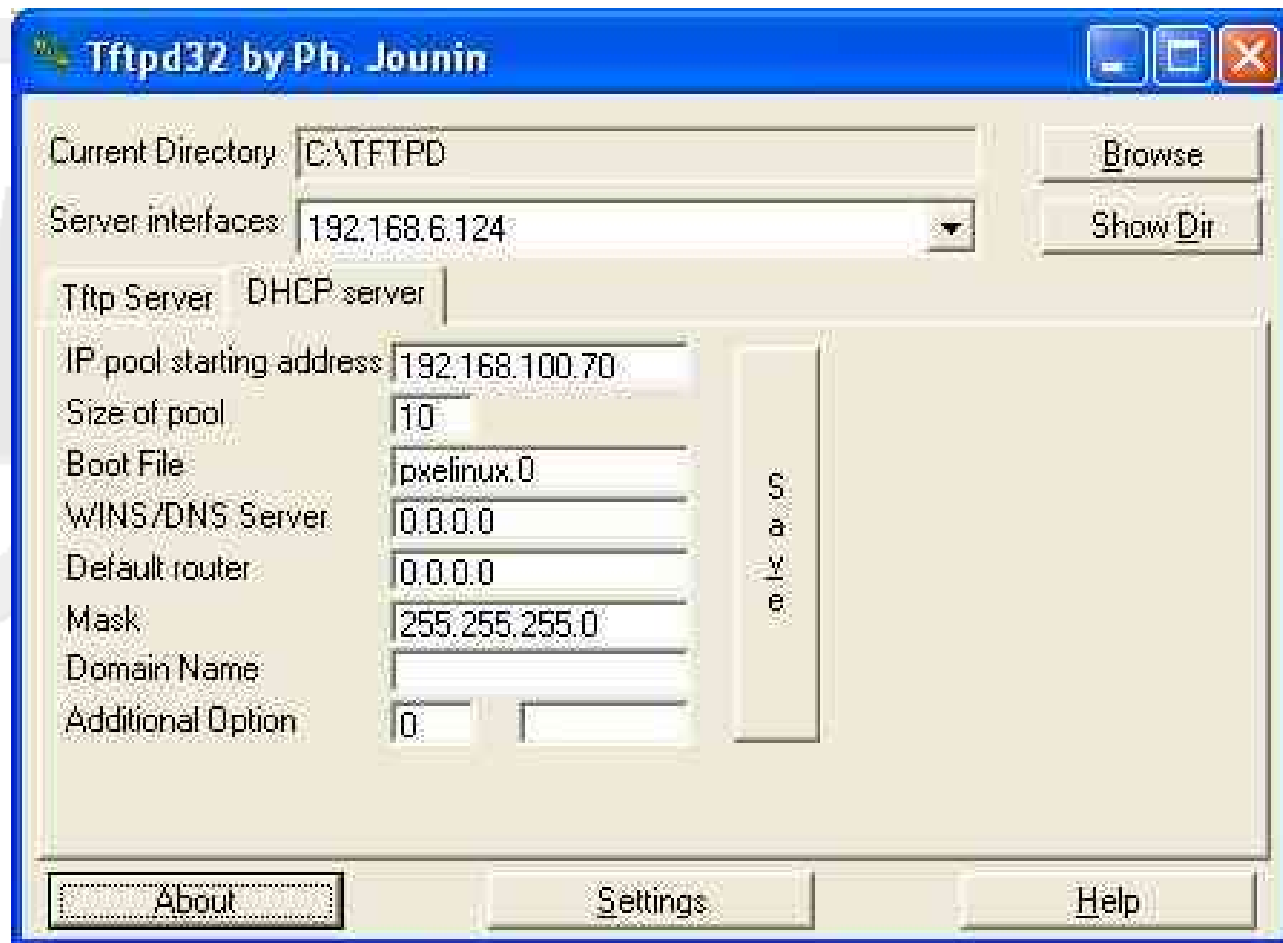 Tftpd32 by Ph. Jounin
Current Directory C:\TFTPD Browse
Server interfaces 192.168.6.124 Show Dir
Tftp Server DHCP server
IP pool starting address 192.168.100.70
Size of pool 10
Boot File pxelinux.0
WINS/DNS Server 0.0.0.0
Default router 0.0.0.0
Mask 255.255.255.0
Domain Name
Additional Option 0
Save
About Settings Help